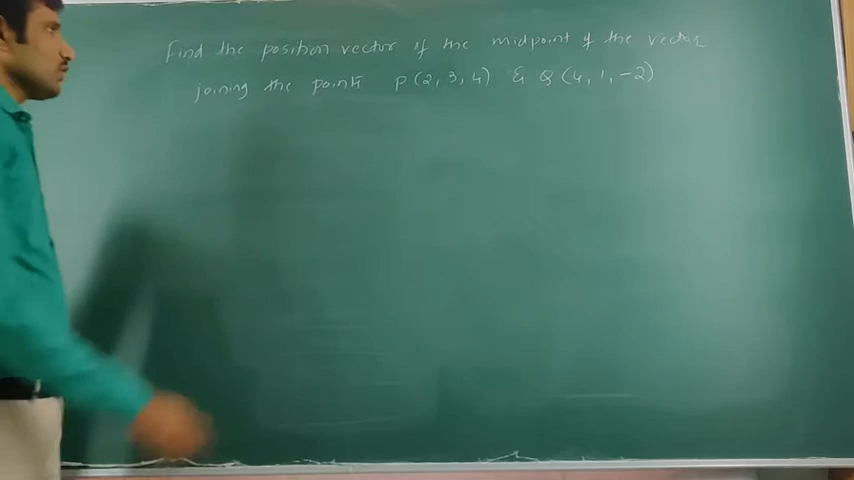 Find the position vector of the midpoint of the vector
joining the points P(2, 3, 4) & Q(4, 1, -2)